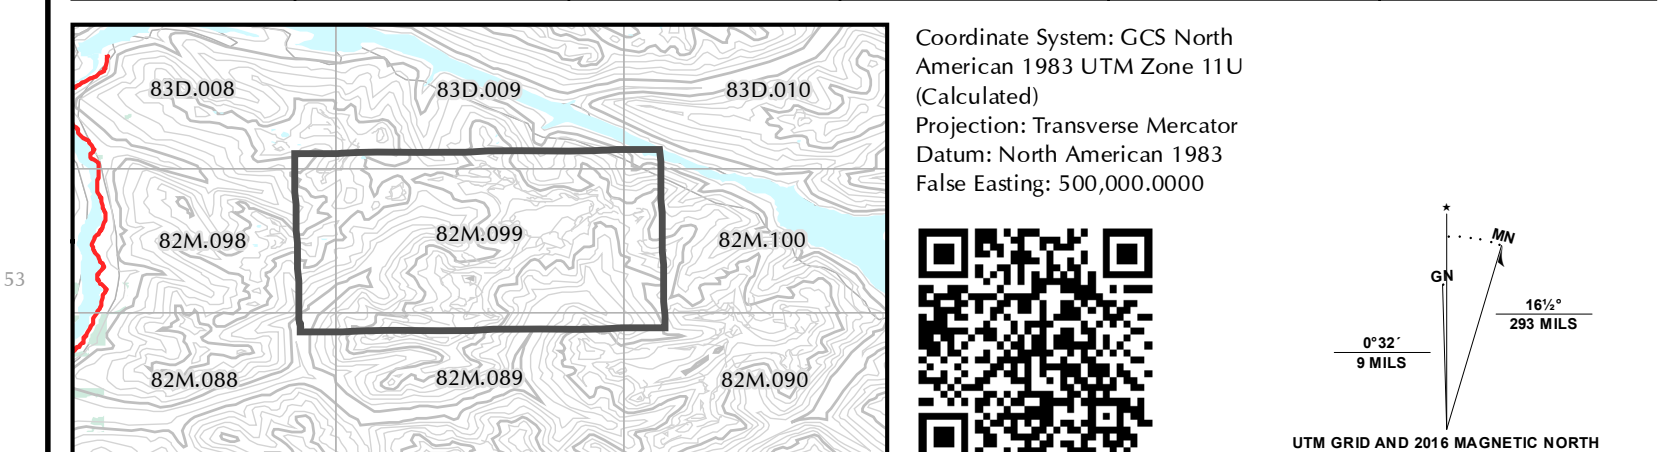 83D.008 83D.009 83D.010
82M.098 82M.099 82M.100
53
82M.088 82M.089 82M.090
Coordinate System: GCS North
American 1983 UTM Zone 11U
(Calculated)
Projection: Transverse Mercator
Datum: North American 1983
False Easting: 500,000.0000
MN
GN
16½°
293 MILS
0°32´
9 MILS
UTM GRID AND 2016 MAGNETIC NORTH